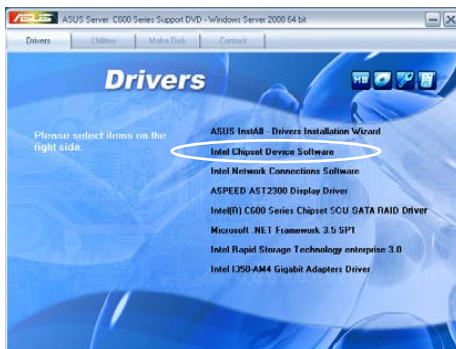 ASUS ASUS Server C600 Series Support DVD - Windows Server 2008 64 bit
Drivers Utilities Make Disk Contact
Drivers
Please select items on the right side.
ASUS InstAll - Drivers Installation Wizard
Intel Chipset Device Software
Intel Network Connections Software
ASPEED AST2300 Display Driver
Intel(R) C600 Series Chipset SCU SATA RAID Driver
Microsoft .NET Framework 3.5 SP1
Intel Rapid Storage Technology enterprise 3.0
Intel I350-AM4 Gigabit Adapters Driver